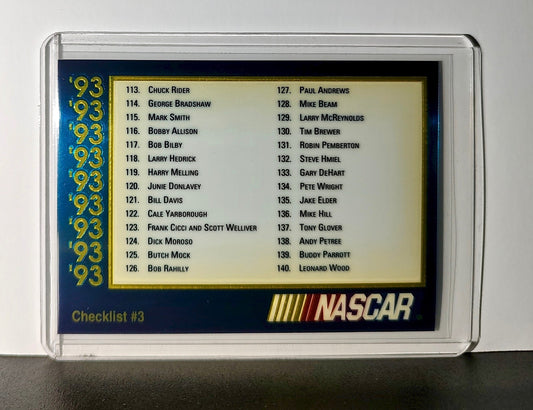 '93
'93
'93
'93
'93
'93
'93
'93
'93
113. CHUCK RIDER
114. GEORGE BRADSHAW
115. MARK SMITH
116. BOBBY ALLISON
117. BOB BILBY
118. LARRY HEDRICK
119. HARRY MELLING
120. JUNIE DONLAVEY
121. BILL DAVIS
122. CALE YARBOROUGH
123. FRANK CICCI AND SCOTT WELLIVER
124. DICK MOROSO
125. BUTCH MOCK
126. BOB RAHILLY
127. PAUL ANDREWS
128. MIKE BEAM
129. LARRY MCREYNOLDS
130. TIM BREWER
131. ROBIN PEMBERTON
132. STEVE HMIEL
133. GARY DEHART
134. PETE WRIGHT
135. JAKE ELDER
136. MIKE HILL
137. TONY GLOVER
138. ANDY PETREE
139. BUDDY PARROTT
140. LEONARD WOOD
Checklist #3
NASCAR